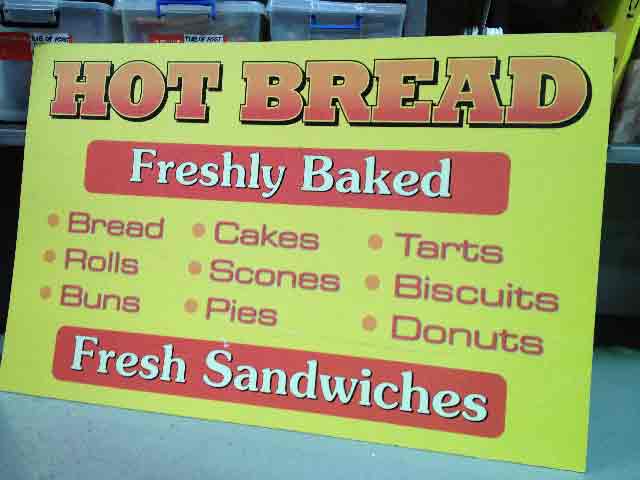 HOT BREAD
Freshly Baked
• Bread • Cakes • Tarts
• Rolls • Scones • Biscuits
• Buns • Pies • Donuts
Fresh Sandwiches